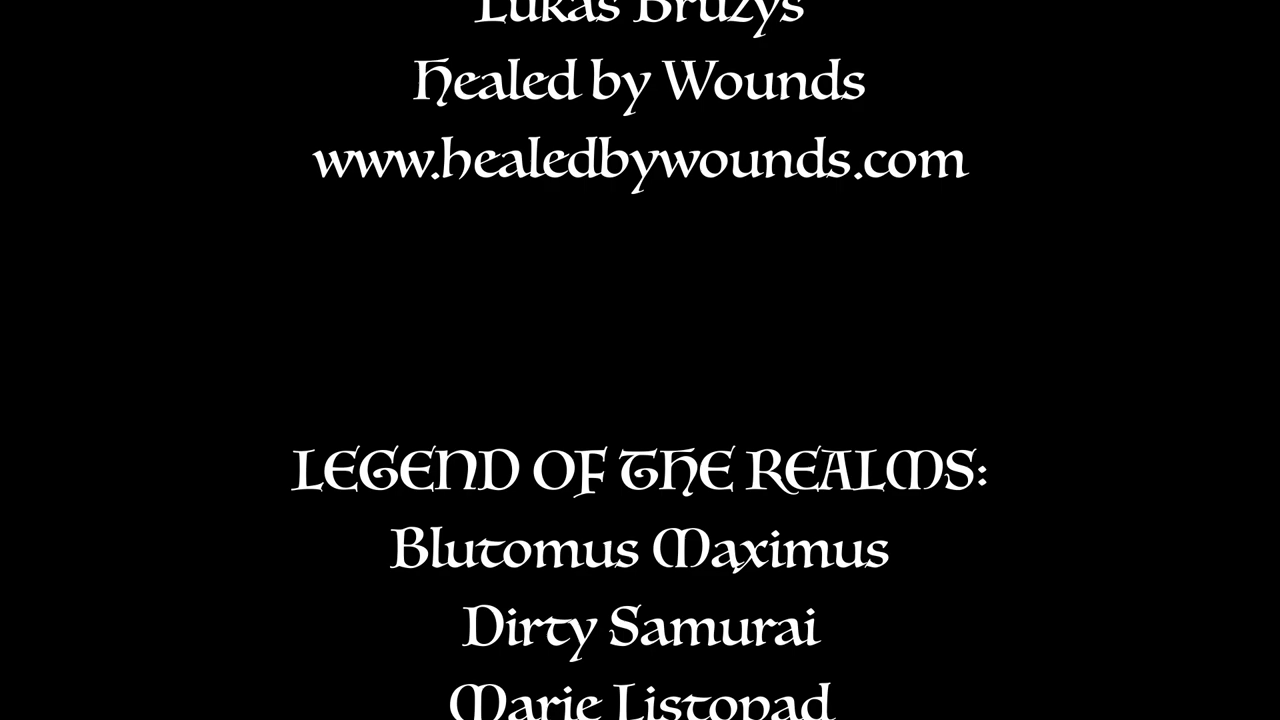 Lukas Bruzys
Healed by Wounds
www.healedbywounds.com
LEGEND OF THE REALMS:
Blutomus Maximus
Dirty Samurai
Marie Listopad